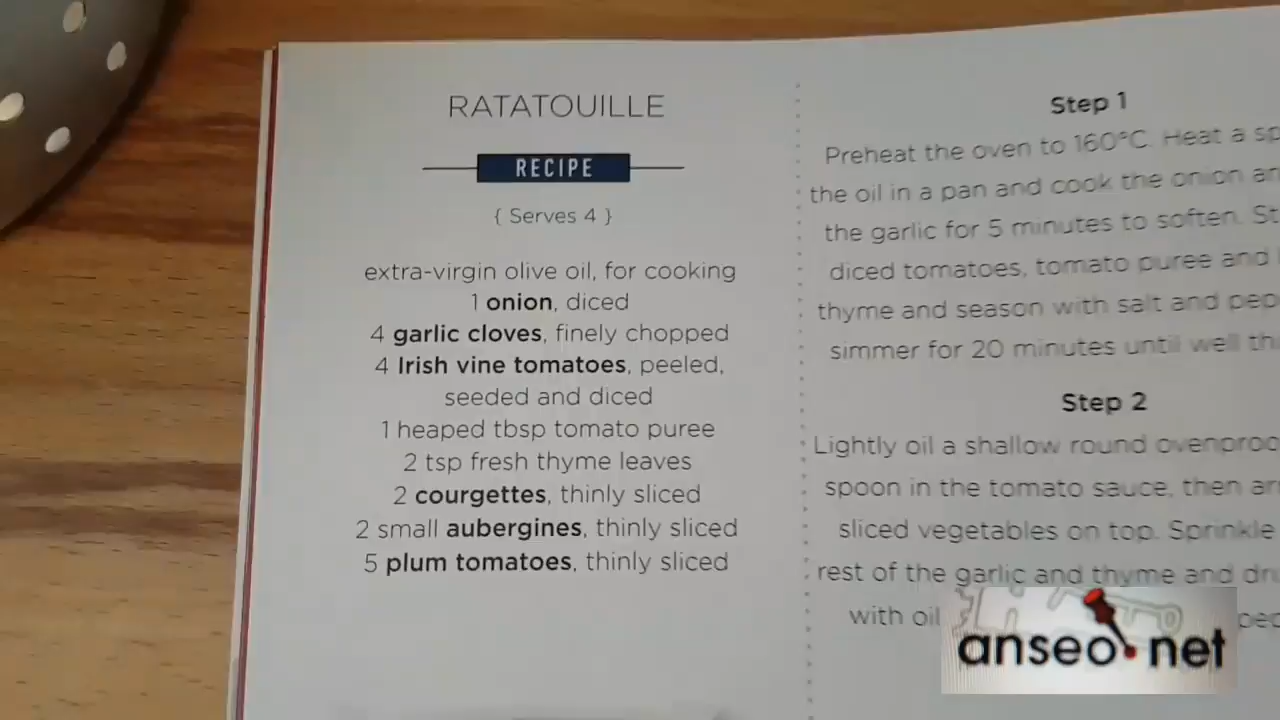 RATATOUILLE
RECIPE
{ Serves 4 }
extra-virgin olive oil, for cooking
1 onion, diced
4 garlic cloves, finely chopped
4 Irish vine tomatoes, peeled,
seeded and diced
1 heaped tbsp tomato puree
2 tsp fresh thyme leaves
2 courgettes, thinly sliced
2 small aubergines, thinly sliced
5 plum tomatoes, thinly sliced
Step 1
Preheat the oven to 160°C. Heat a
the oil in a pan and cook the onion
the garlic for 5 minutes to soften.
diced tomatoes, tomato puree and
thyme and season with salt and
simmer for 20 minutes until well
Step 2
Lightly oil a shallow round
spoon in the tomato sauce, then
sliced vegetables on top. Sprinkle
rest of the garlic and thyme and
with oil
anseo.net